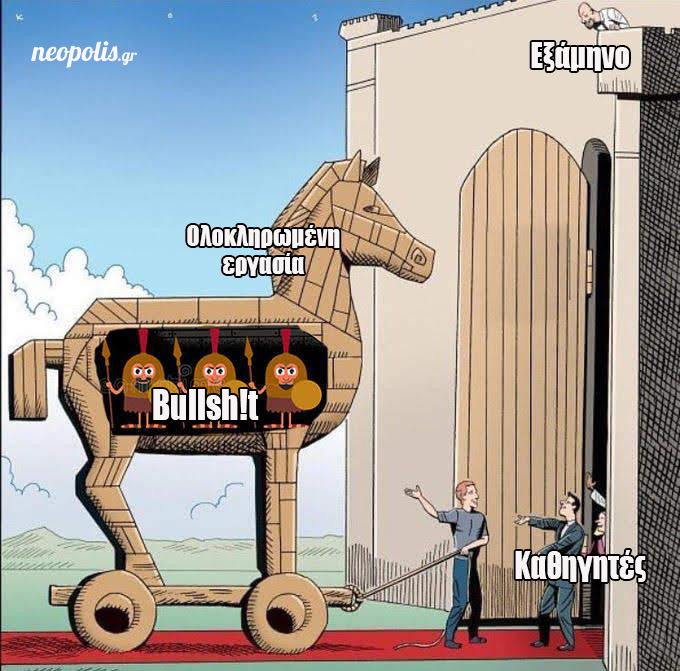 neopolis.gr
Εξάμηνο
Ολοκληρωμένη
εργασία
Bullsh!t
Καθηγητές